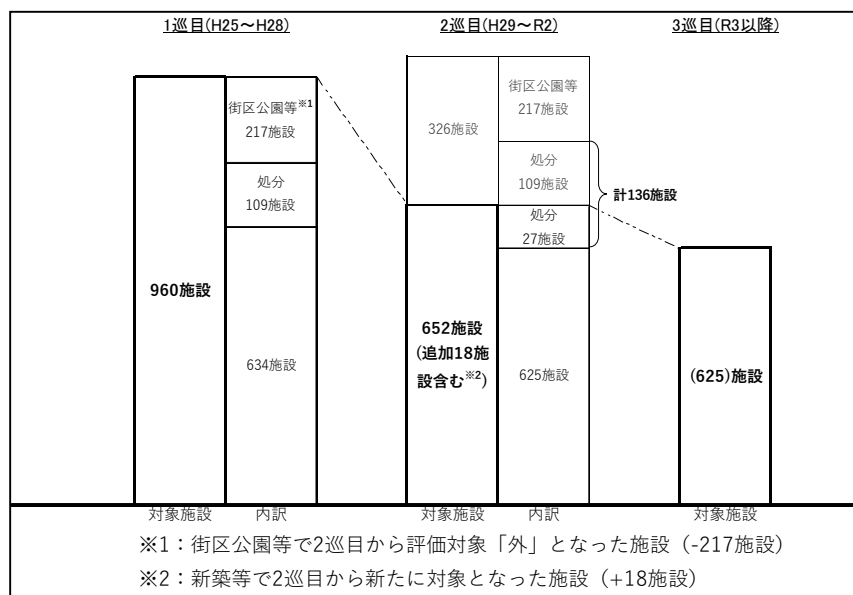 1巡目(H25～H28)
2巡目(H29～R2)
3巡目(R3以降)
街区公園等※1
217施設
処分
109施設
960施設
634施設
326施設
街区公園等
217施設
処分
109施設
処分
27施設
計136施設
652施設
(追加18施
設含む※2)
625施設
(625)施設
対象施設
内訳
対象施設
内訳
対象施設
※1：街区公園等で2巡目から評価対象「外」となった施設（-217施設）
※2：新築等で2巡目から新たに対象となった施設（+18施設）